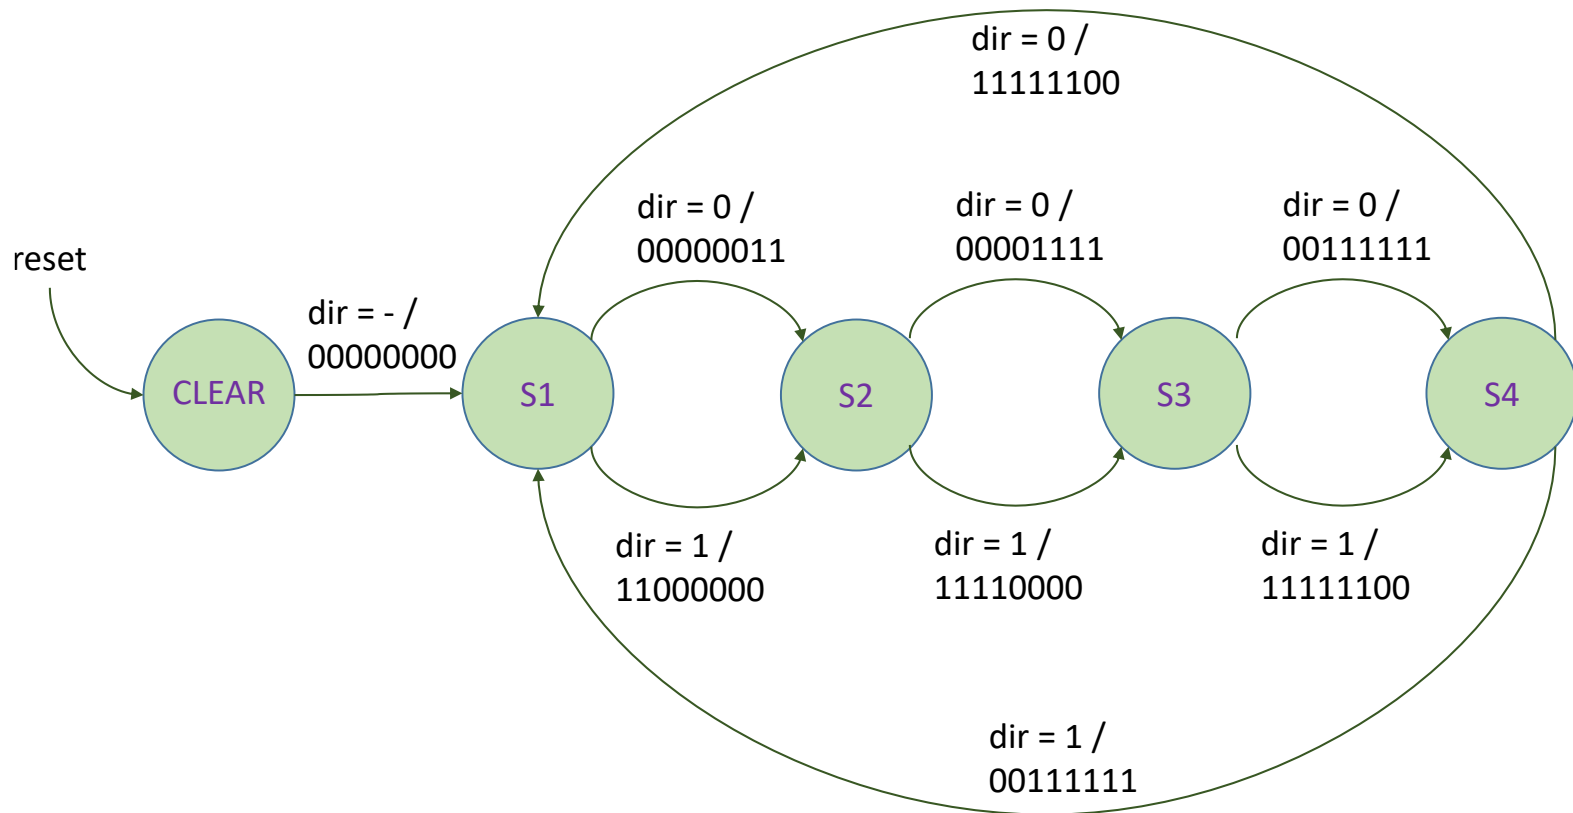 dir = 0 /
11111100
dir = 0 /
00000011
dir = 0 /
00001111
dir = 0 /
00111111
reset
dir = - /
00000000
CLEAR
S1
S2
S3
S4
dir = 1 /
11000000
dir = 1 /
11110000
dir = 1 /
11111100
dir = 1 /
00111111